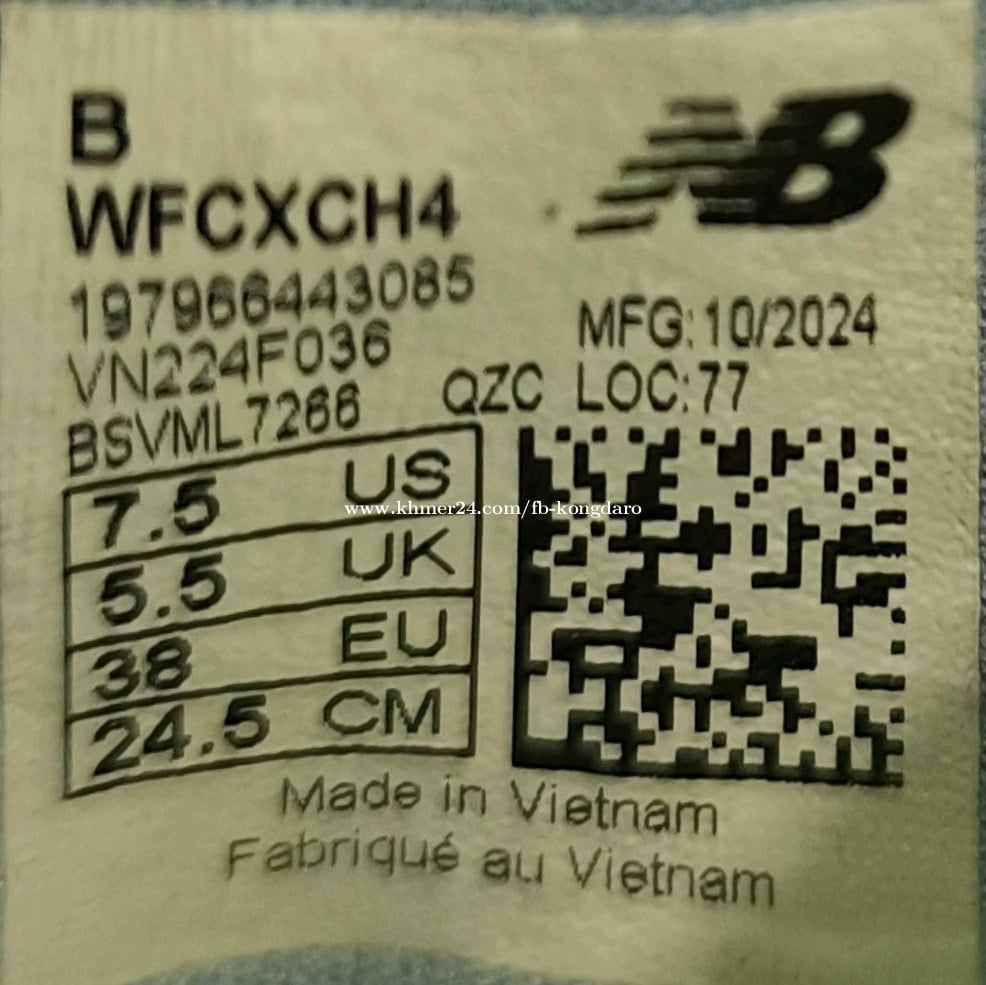 B
NB
WFCXCH4
197966443085
MFG:10/2024
VN224F036
QZC LOC:77
BSVML7266
7.5 US
www.khmer24.com/fb-kongdaro
5.5 UK
38 EU
24.5 CM
Made in Vietnam
Fabriqué au Vietnam